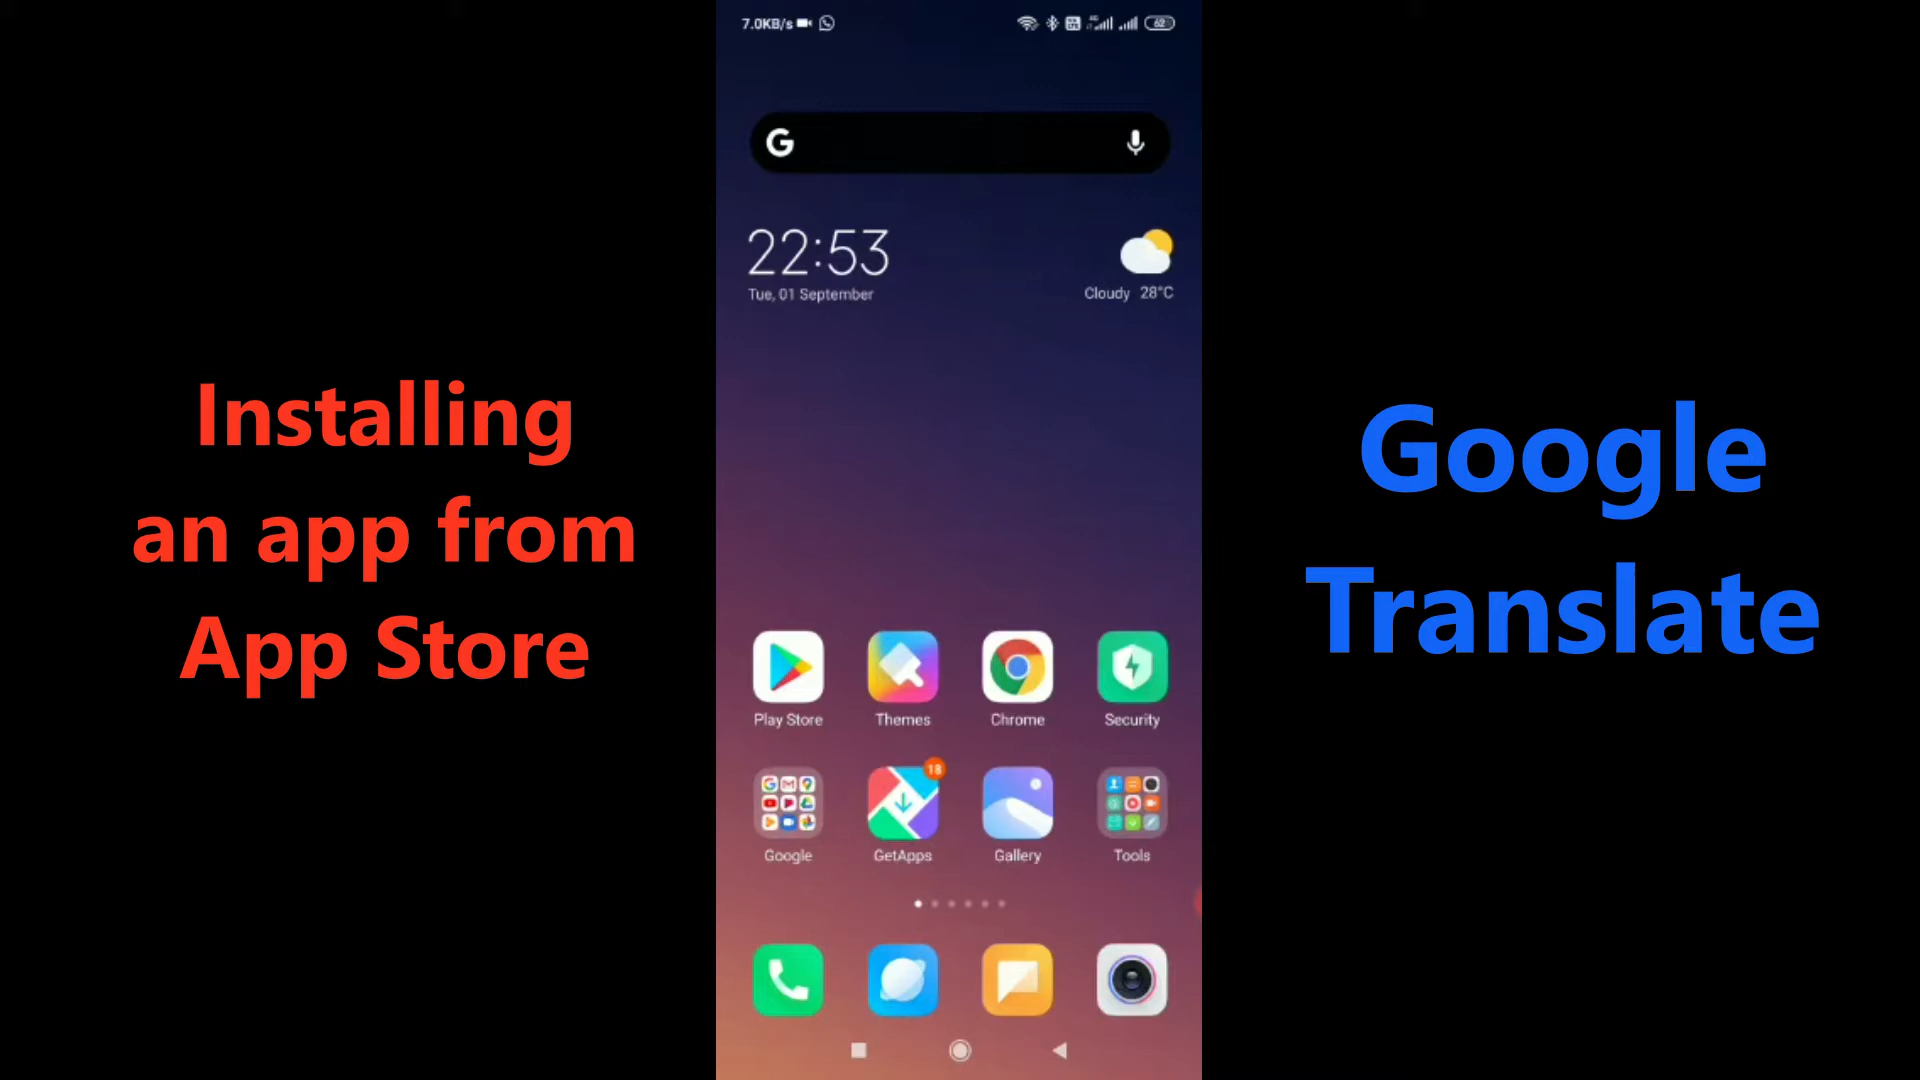 7.0KB/s
62
22:53
Tue, 01 September
Cloudy 28°C
Installing
an app from
App Store
Google
Translate
Play Store
Themes
Chrome
Security
18
Google
GetApps
Gallery
Tools